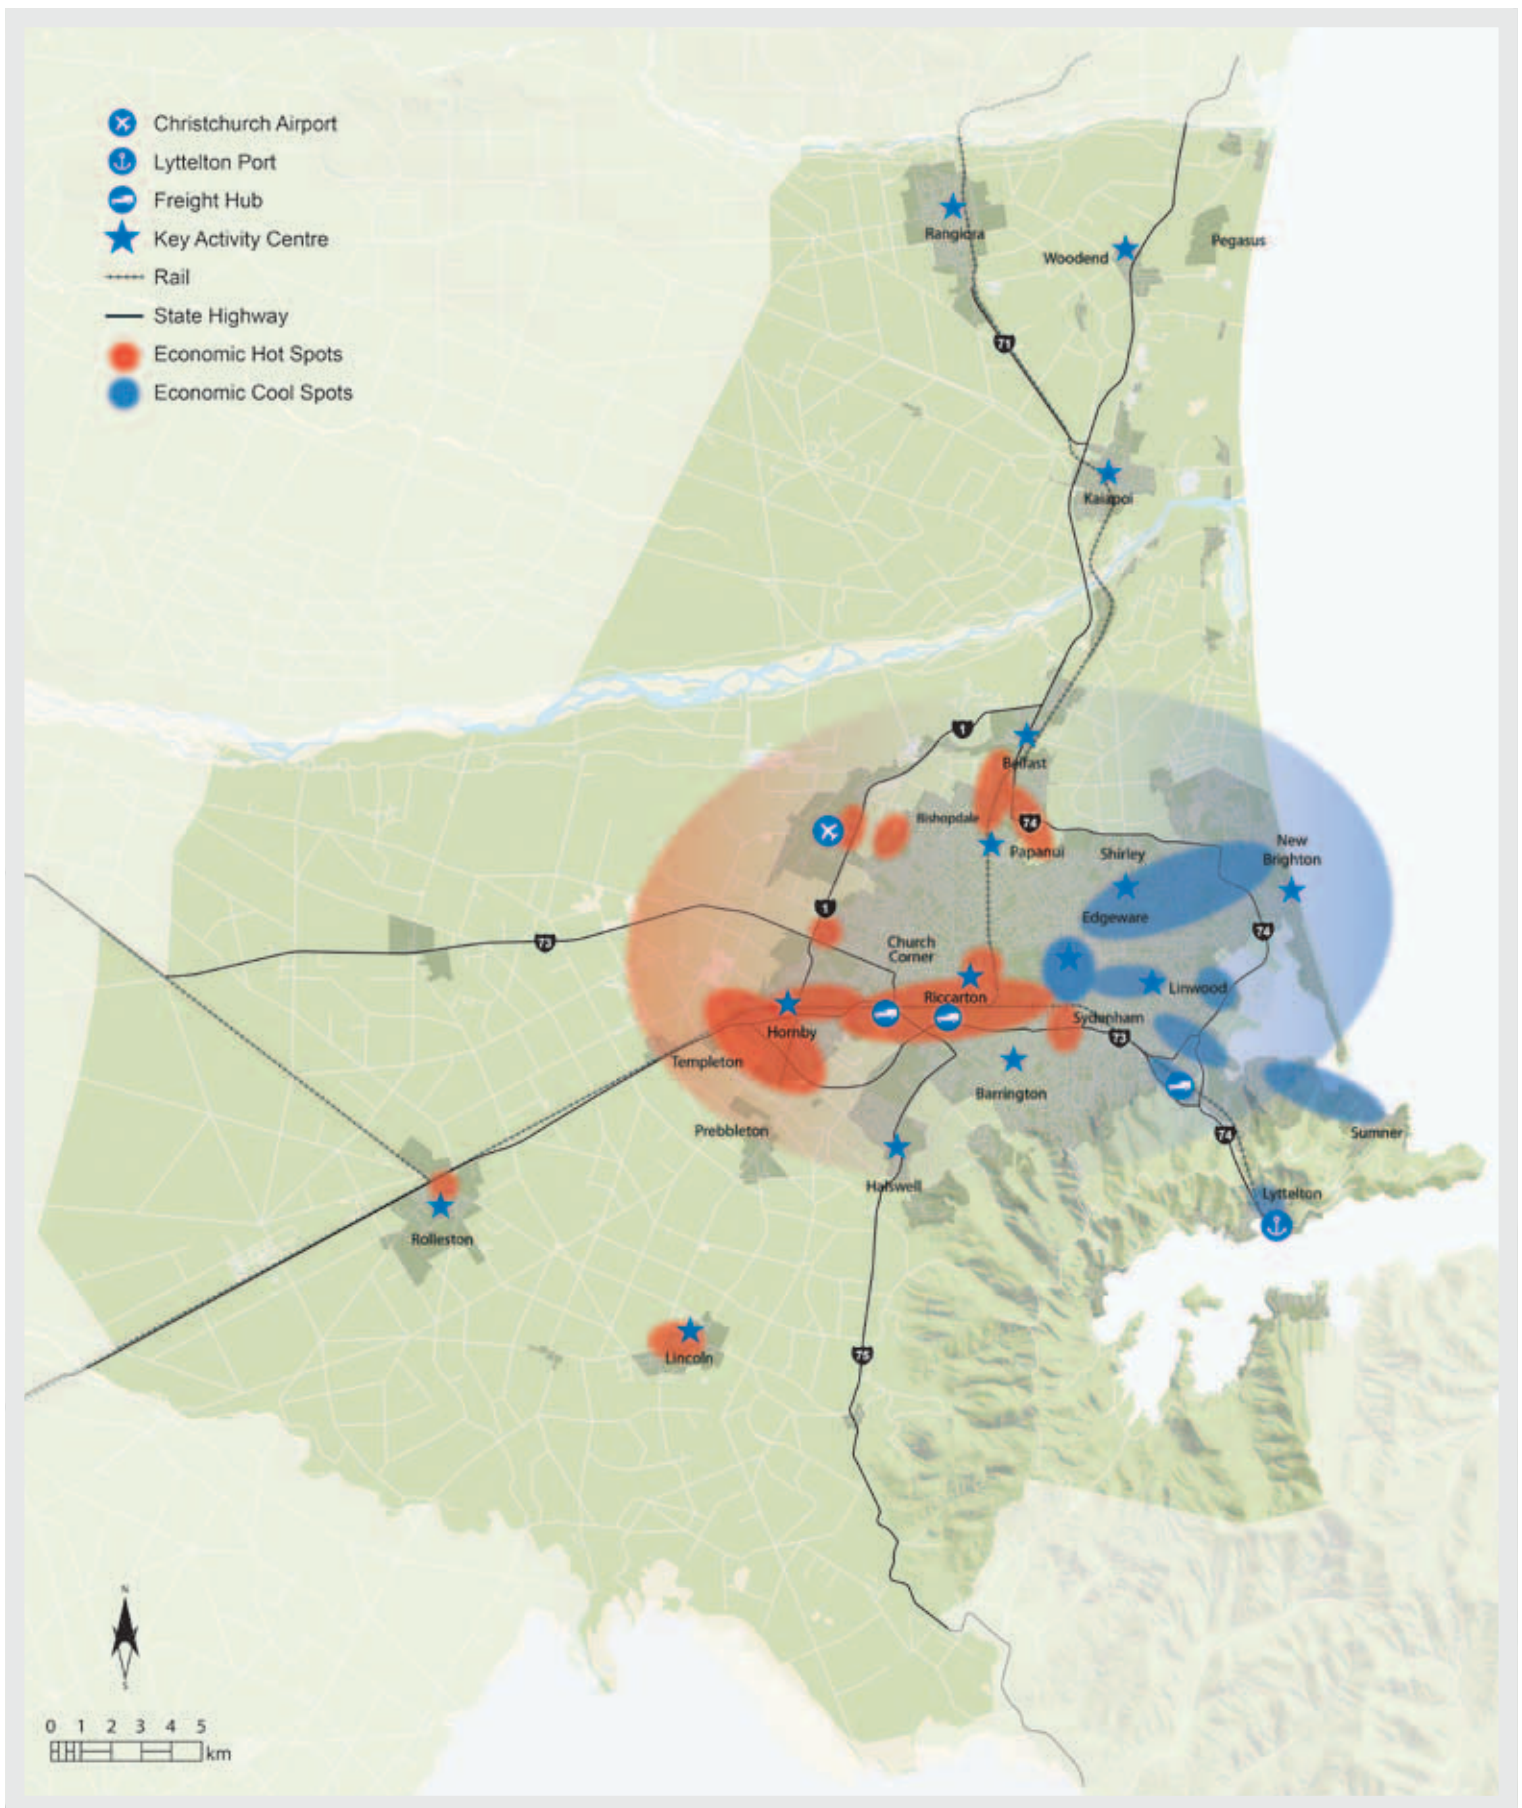 Christchurch Airport
Lyttelton Port
Freight Hub
Key Activity Centre
Rail
State Highway
Economic Hot Spots
Economic Cool Spots
Rangiora
Woodend
Pegasus
71
Kaiapoi
1
Belfast
Bishopdale
74
Papanui
Shirley
New
Brighton
1
Edgeware
73
Church
Corner
74
Linwood
Riccarton
Sydenham
Hornby
73
Templeton
Barrington
Prebbleton
Sumner
74
Halswell
Lyttelton
Rolleston
75
Lincoln
N
S
0 1 2 3 4 5
km